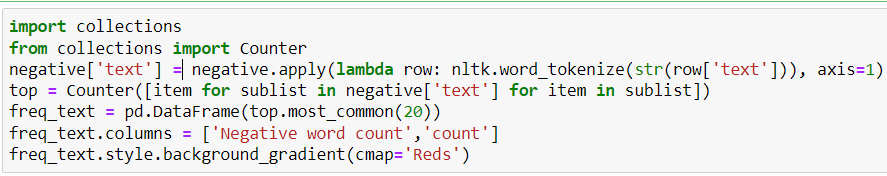 import collections
from collections import Counter
negative['text'] = negative.apply(lambda row: nltk.word_tokenize(str(row['text'])), axis=1)
top = Counter([item for sublist in negative['text'] for item in sublist])
freq_text = pd.DataFrame(top.most_common(20))
freq_text.columns = ['Negative word count','count']
freq_text.style.background_gradient(cmap='Reds')